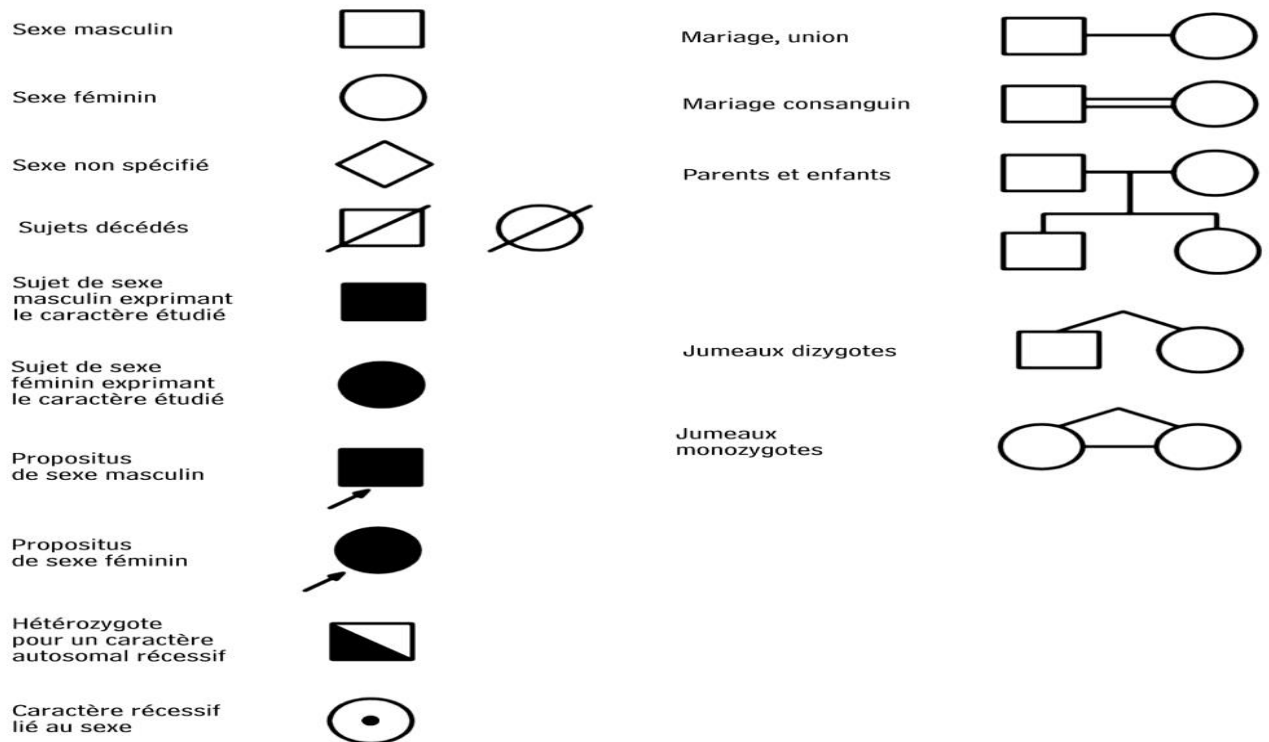 Sexe masculin
Sexe féminin
Sexe non spécifié
Sujets décédés
Sujet de sexe
masculin exprimant
le caractère étudié
Sujet de sexe
féminin exprimant
le caractère étudié
Propositus
de sexe masculin
Propositus
de sexe féminin
Hétérozygote
pour un caractère
autosomal récessif
Caractère récessif
lié au sexe
Mariage, union
Mariage consanguin
Parents et enfants
Jumeaux dizygotes
Jumeaux
monozygotes